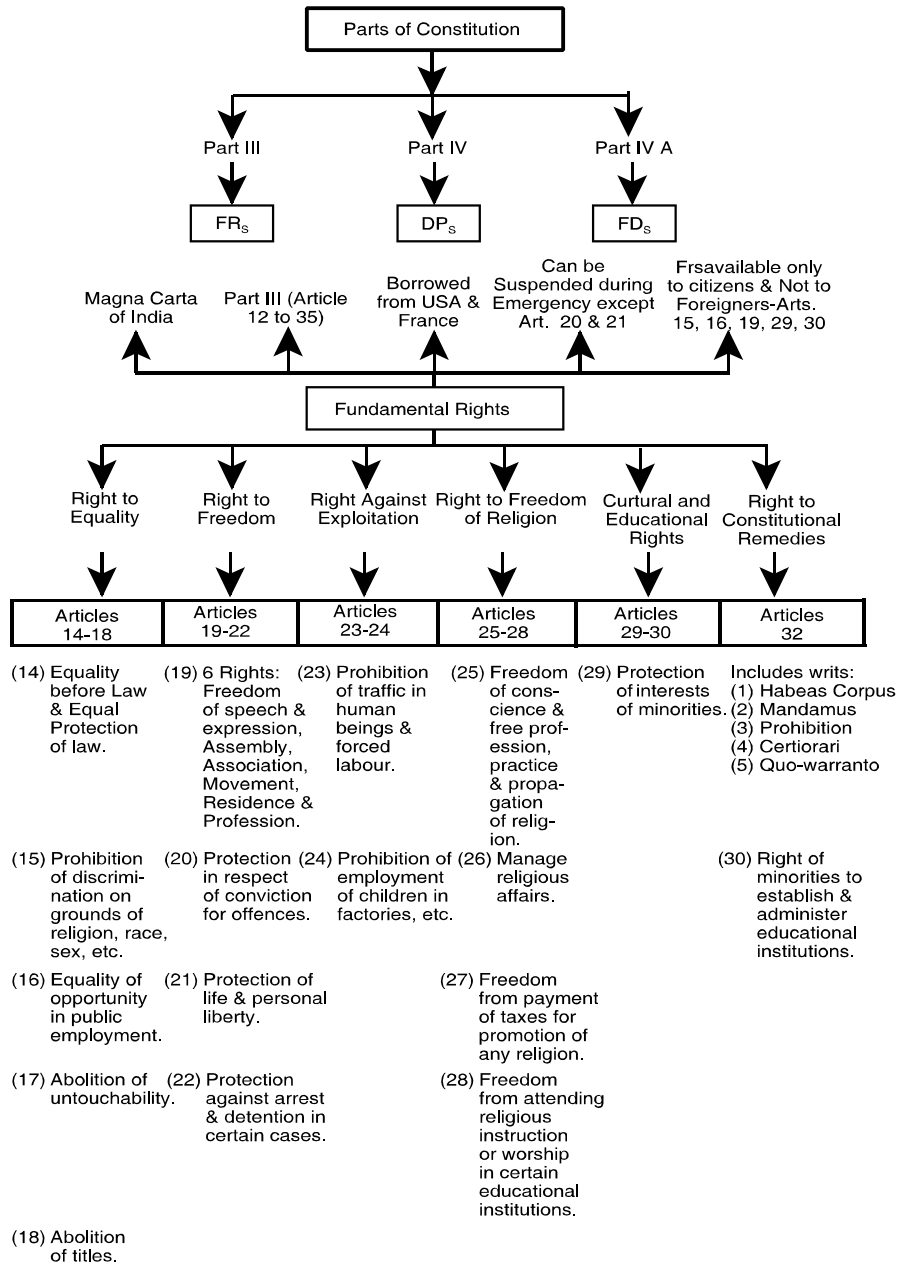 Parts of Constitution
Part III
Part IV
Part IV A
FRS
DPS
FDS
Magna Carta
of India
Part III (Article
12 to 35)
Borrowed
from USA &
France
Can be
Suspended during
Emergency except
Art. 20 & 21
Frsavailable only
to citizens & Not to
Foreigners-Arts.
15, 16, 19, 29, 30
Fundamental Rights
Right to
Equality
Right to
Freedom
Right Against
Exploitation
Right to Freedom
of Religion
Curtural and
Educational
Rights
Right to
Constitutional
Remedies
Articles
14-18
Articles
19-22
Articles
23-24
Articles
25-28
Articles
29-30
Articles
32
(14) Equality
before Law
& Equal
Protection
of law.
(19) 6 Rights:
Freedom
of speech &
expression,
Assembly,
Association,
Movement,
Residence &
Profession.
(23) Prohibition
of traffic in
human
beings &
forced
labour.
(25) Freedom
of cons-
cience &
free prof-
ession,
practice
& propa-
gation
of relig-
ion.
(29) Protection
of interests
of minorities.
Includes writs:
(1) Habeas Corpus
(2) Mandamus
(3) Prohibition
(4) Certiorari
(5) Quo-warranto
(15) Prohibition
of discrimi-
nation on
grounds of
religion, race,
sex, etc.
(20) Protection
in respect
of conviction
for offences.
(24) Prohibition of
employment
of children in
factories, etc.
(26) Manage
religious
affairs.
(30) Right of
minorities to
establish &
administer
educational
institutions.
(16) Equality of
opportunity
in public
employment.
(21) Protection of
life & personal
liberty.
(27) Freedom
from payment
of taxes for
promotion of
any religion.
(17) Abolition of
untouchability.
(22) Protection
against arrest
& detention in
certain cases.
(28) Freedom
from attending
religious
instruction
or worship
in certain
educational
institutions.
(18) Abolition
of titles.